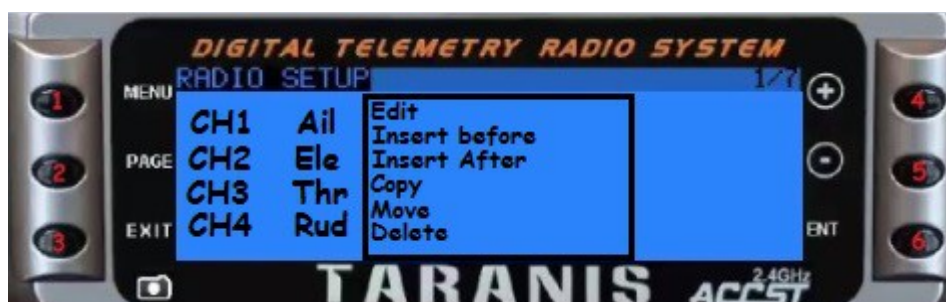 DIGITAL TELEMETRY RADIO SYSTEM
RADIO SETUP 1/7
MENU
PAGE
EXIT
1
2
3
CH1 Ail
CH2 Ele
CH3 Thr
CH4 Rud
Edit
Insert before
Insert After
Copy
Move
Delete
+
-
ENT
4
5
6
TARANIS
ACCST
2.4GHz